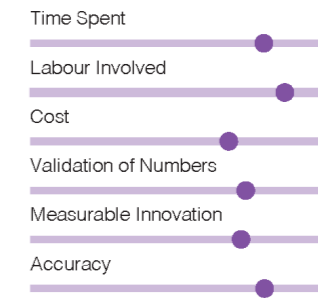 Time Spent
Labour Involved
Cost
Validation of Numbers
Measurable Innovation
Accuracy